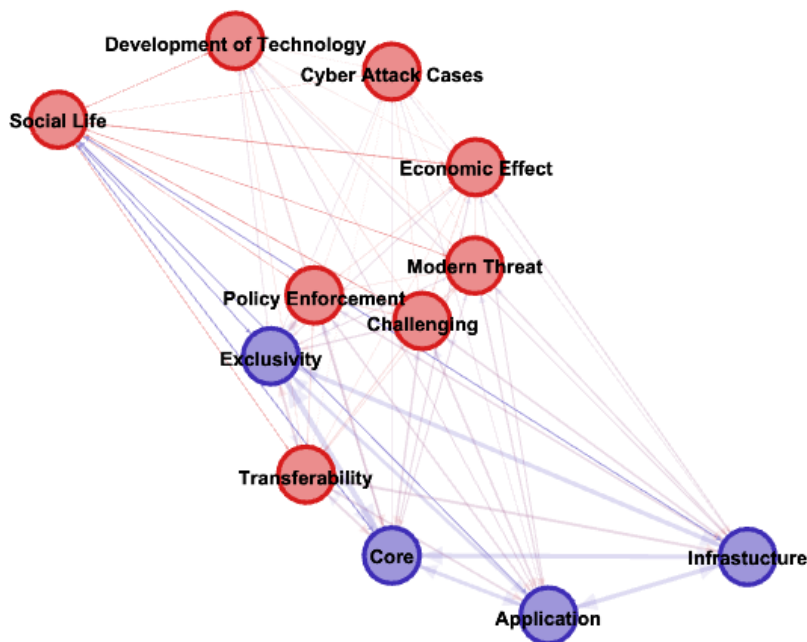 Development of Technology
Cyber Attack Cases
Social Life
Economic Effect
Modern Threat
Policy Enforcement
Challenging
Exclusivity
Transferability
Core
Infrastucture
Application